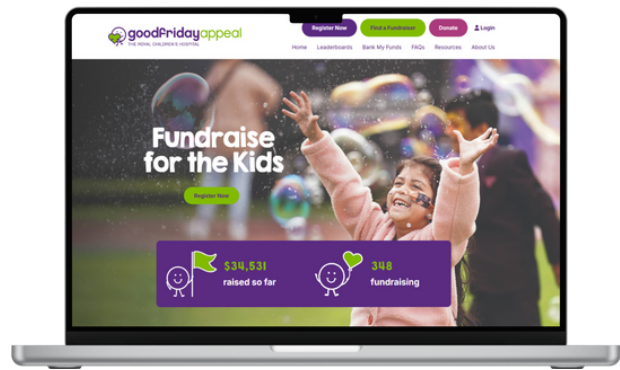 goodfridayappeal
THE ROYAL CHILDREN'S HOSPITAL
Register Now
Find a Fundraiser
Donate
Login
Home
Leaderboards
Bank My Funds
FAQs
Resources
About Us
Fundraise
for the Kids
Register Now
$34,531
raised so far
348
fundraising